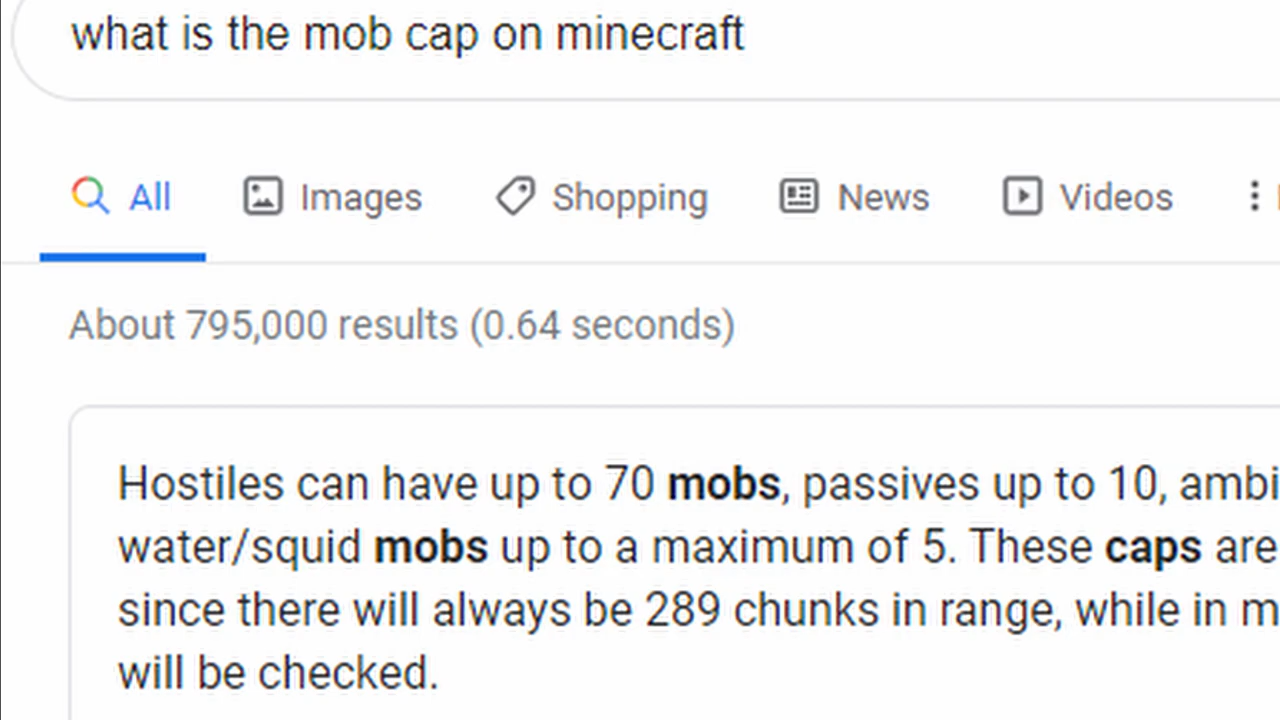 what is the mob cap on minecraft
All Images Shopping News Videos
About 795,000 results (0.64 seconds)
Hostiles can have up to 70 mobs, passives up to 10, ambi
water/squid mobs up to a maximum of 5. These caps are
since there will always be 289 chunks in range, while in m
will be checked.